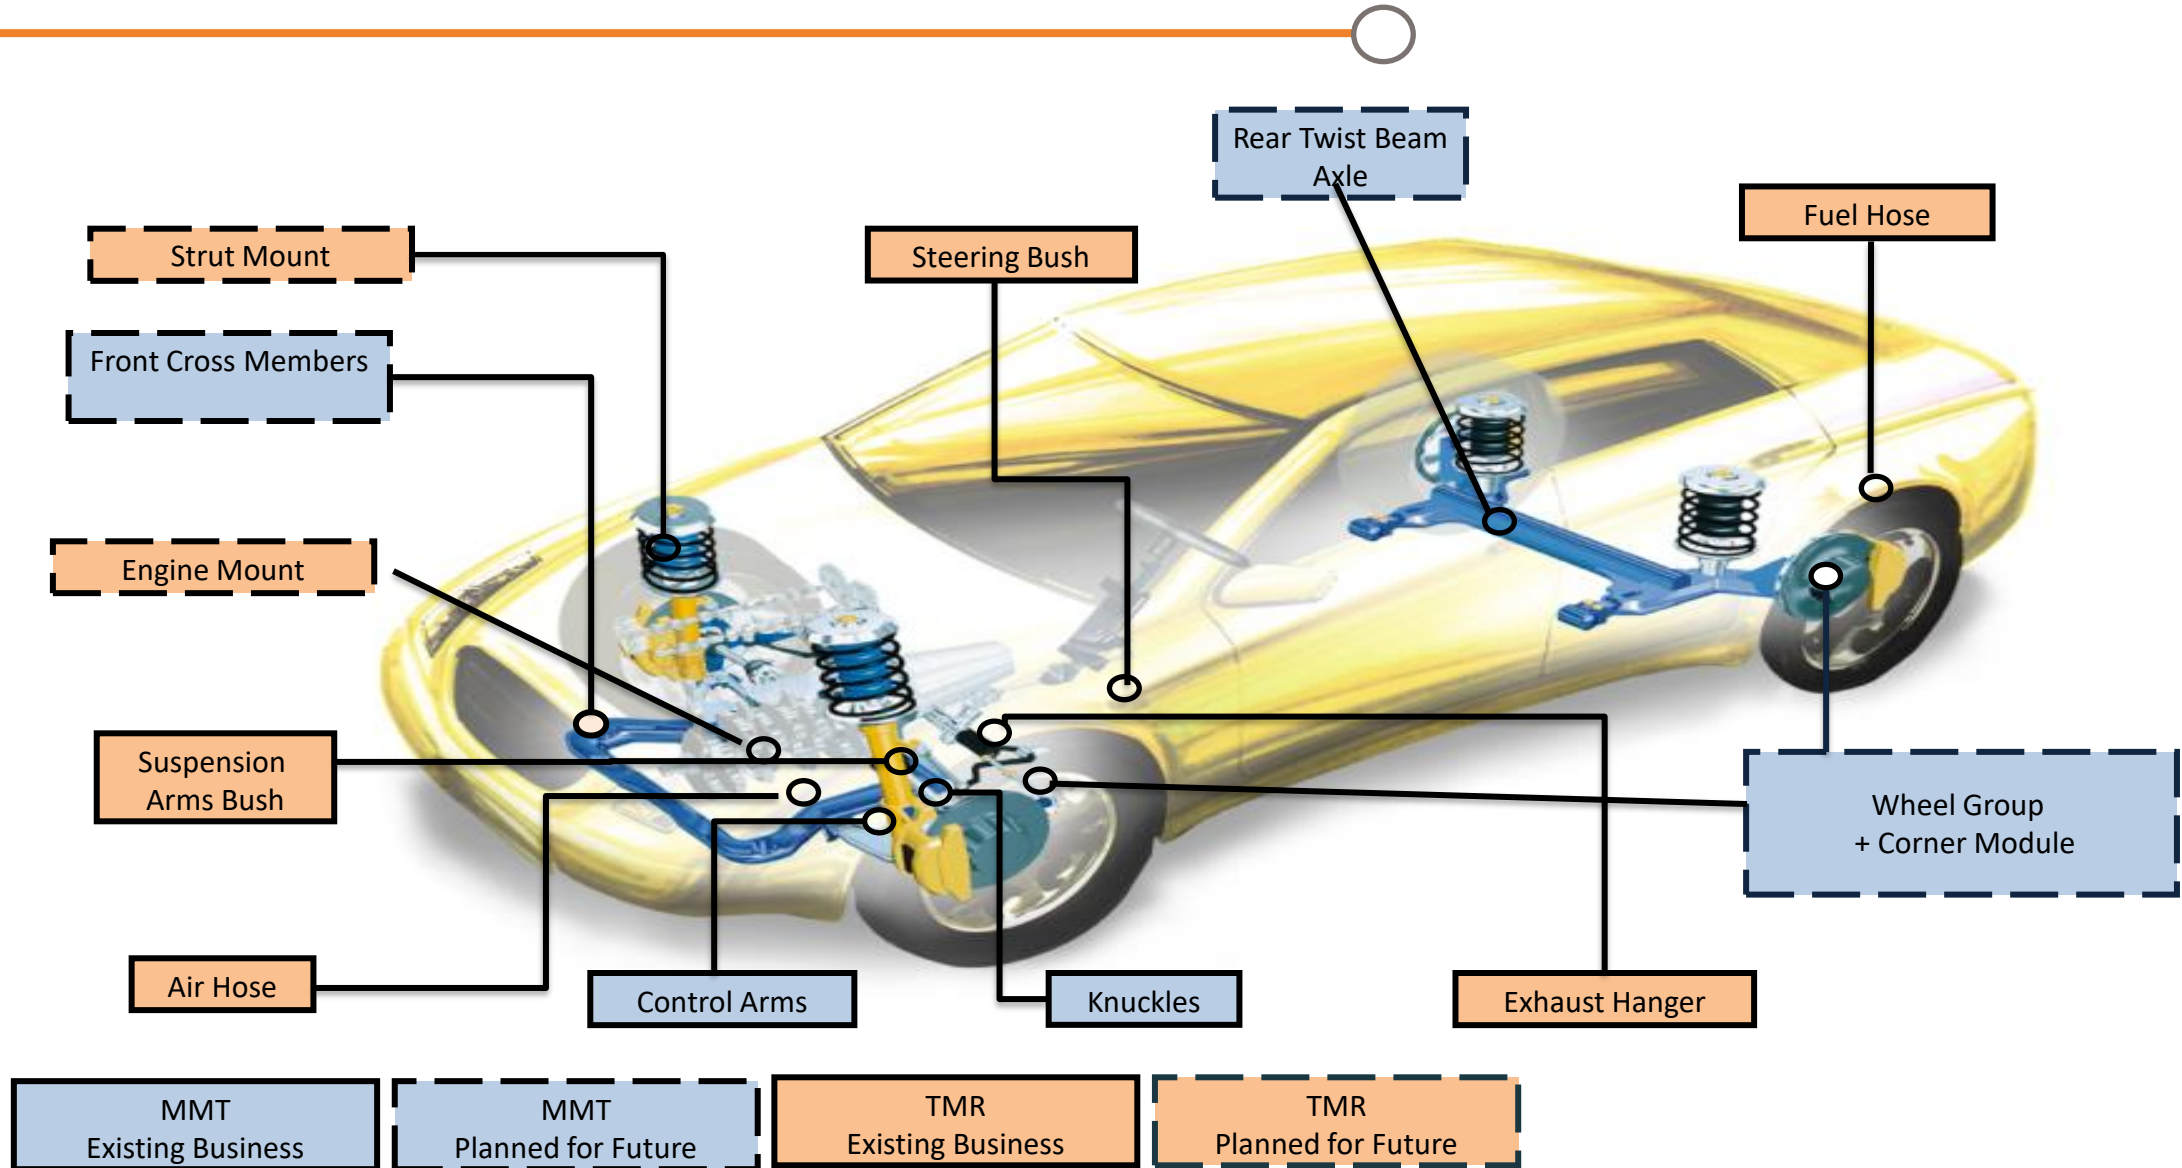 Rear Twist Beam
Axle
Fuel Hose
Strut Mount
Steering Bush
Front Cross Members
Engine Mount
Suspension
Arms Bush
Wheel Group
+ Corner Module
Air Hose
Control Arms
Knuckles
Exhaust Hanger
MMT
Existing Business
MMT
Planned for Future
TMR
Existing Business
TMR
Planned for Future